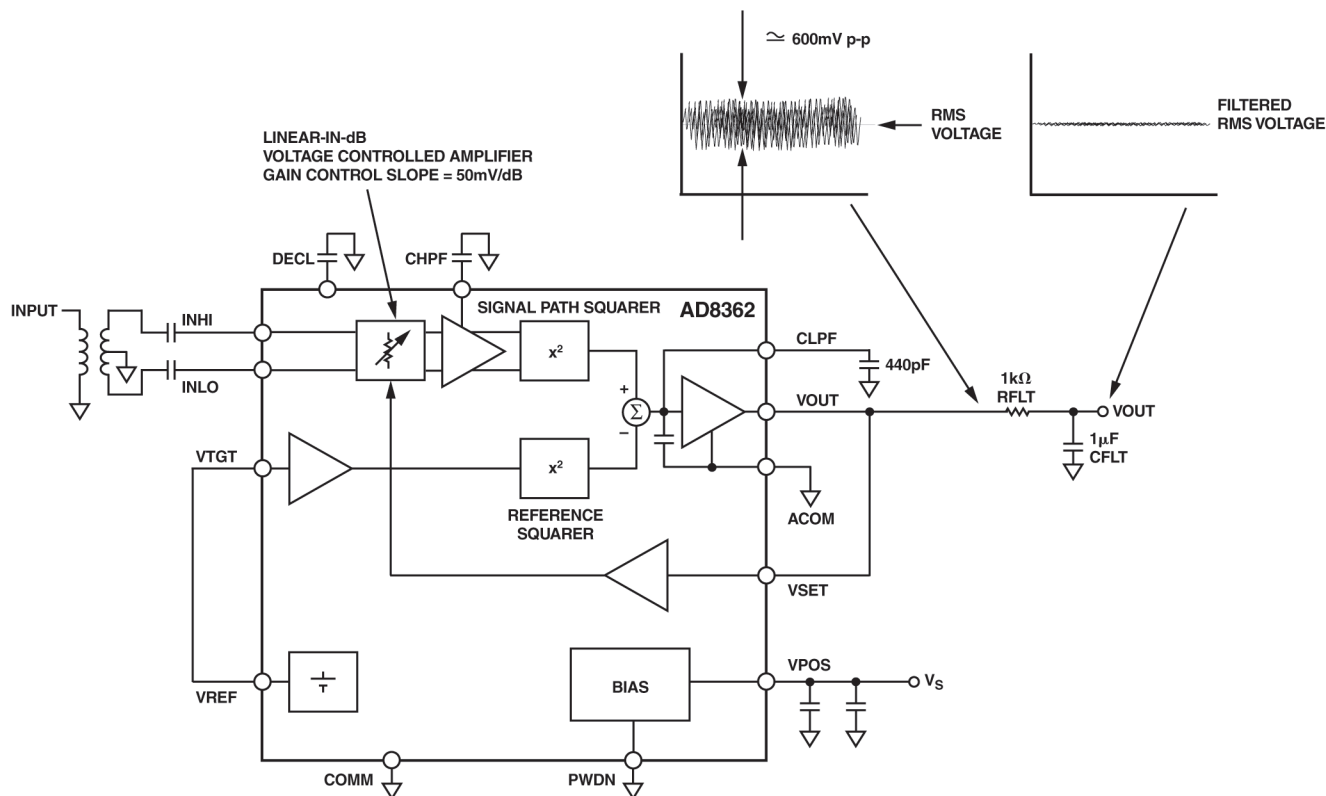 ≃ 600mV p-p
RMS
VOLTAGE
FILTERED
RMS VOLTAGE
LINEAR-IN-dB
VOLTAGE CONTROLLED AMPLIFIER
GAIN CONTROL SLOPE = 50mV/dB
DECL
CHPF
INPUT
INHI
INLO
SIGNAL PATH SQUARER
AD8362
x²
CLPF
440pF
1kΩ
RFLT
VOUT
VOUT
1μF
CFLT
+
Σ
−
VTGT
x²
REFERENCE
SQUARER
ACOM
VSET
VREF
BIAS
VPOS
VS
COMM
PWDN